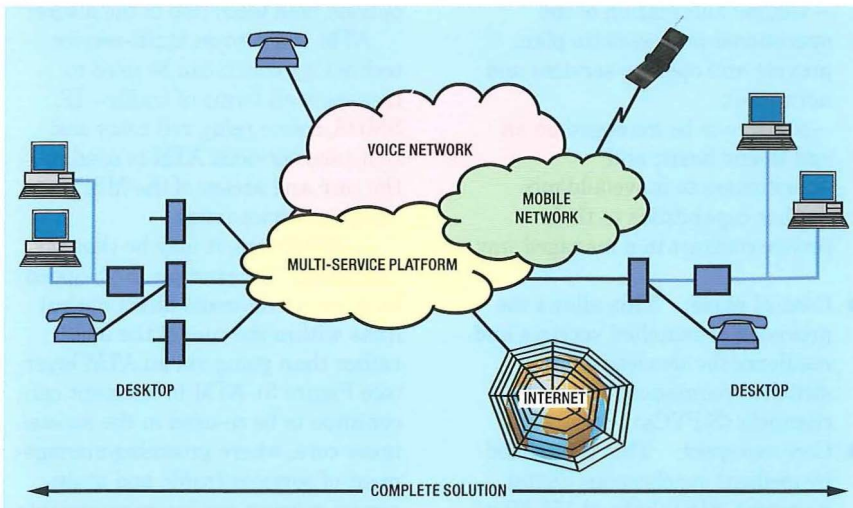 VOICE NETWORK
MOBILE
NETWORK
MULTI-SERVICE PLATFORM
DESKTOP
DESKTOP
INTERNET
COMPLETE SOLUTION